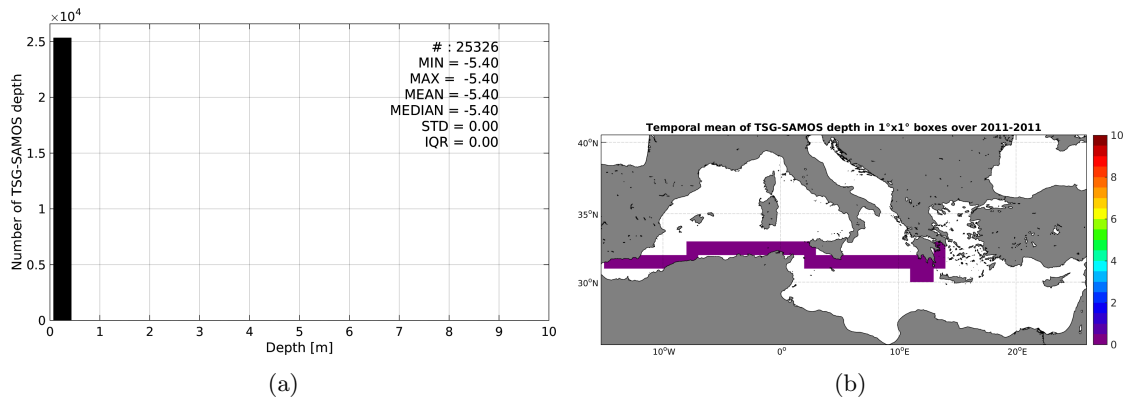 ×10⁴
2.5
2
1.5
1
0.5
0
Number of TSG-SAMOS depth
# : 25326
MIN = -5.40
MAX = -5.40
MEAN = -5.40
MEDIAN = -5.40
STD = 0.00
IQR = 0.00
0 1 2 3 4 5 6 7 8 9 10
Depth [m]
(a)
Temporal mean of TSG-SAMOS depth in 1°x1° boxes over 2011-2011
40°N
35°N
30°N
10°W 0° 10°E 20°E
10
8
6
4
2
0
(b)